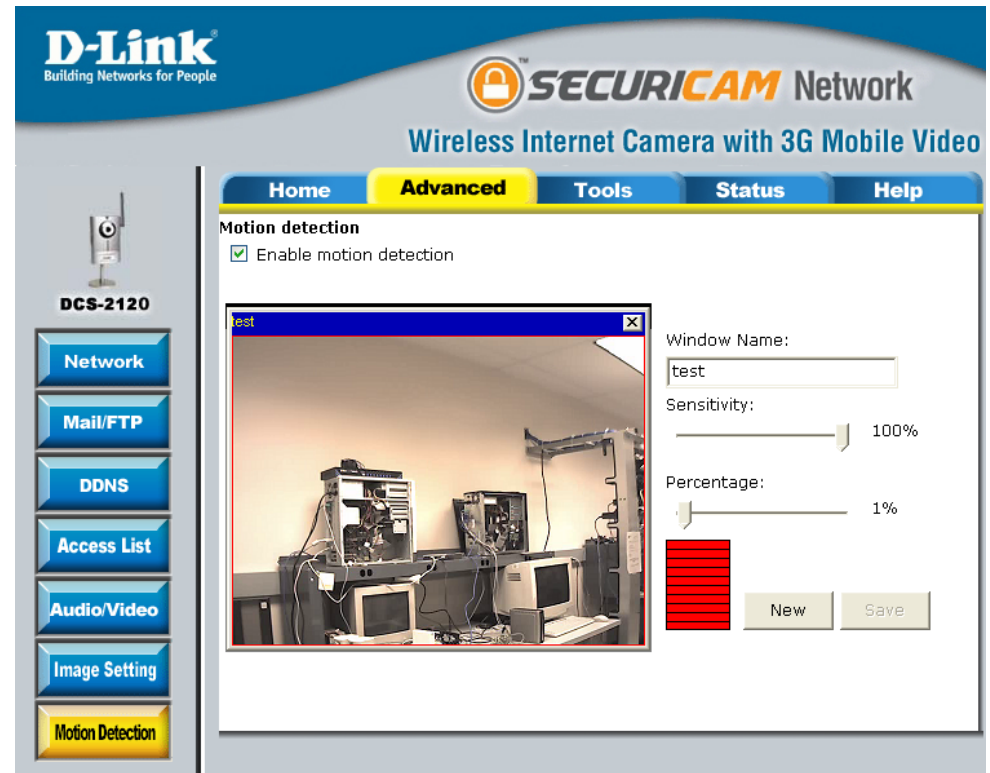 D-Link®
Building Networks for People
SECURICAM Network
™
Wireless Internet Camera with 3G Mobile Video
Home
Advanced
Tools
Status
Help
DCS-2120
Network
Mail/FTP
DDNS
Access List
Audio/Video
Image Setting
Motion Detection
Motion detection
Enable motion detection
test
Window Name:
test
Sensitivity:
100%
Percentage:
1%
New
Save